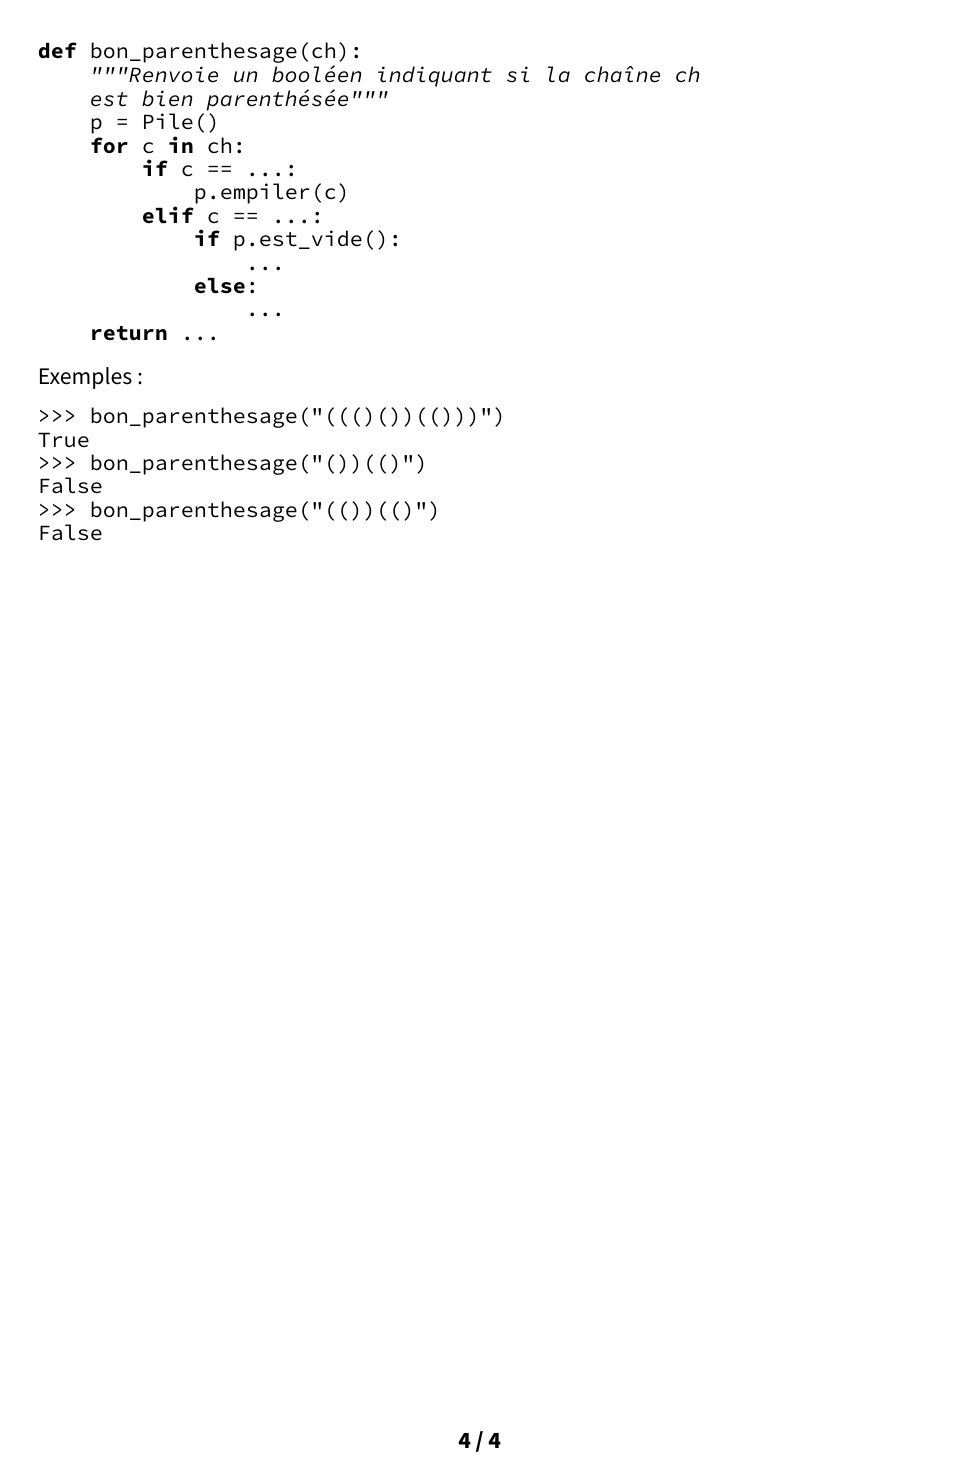 def bon_parenthesage(ch):
    """Renvoie un booléen indiquant si la chaîne ch
    est bien parenthésée"""
    p = Pile()
    for c in ch:
        if c == ...:
            p.empiler(c)
        elif c == ...:
            if p.est_vide():
                ...
            else:
                ...
    return ...
Exemples :
>>> bon_parenthesage("((()())(()))")
True
>>> bon_parenthesage("())(()")
False
>>> bon_parenthesage("(())(()")
False
4 / 4